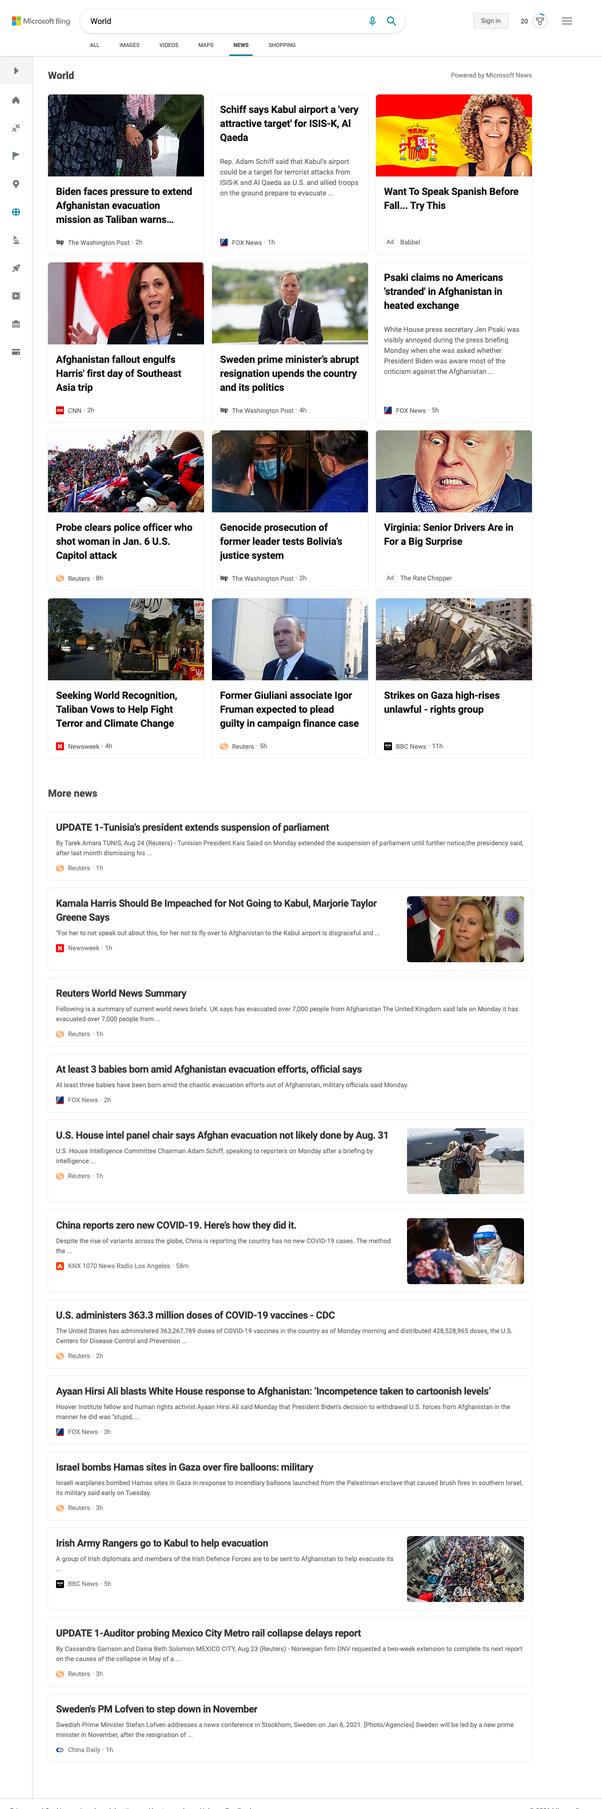 Microsoft Bing
World
Sign in
20
ALL IMAGES VIDEOS MAPS NEWS SHOPPING
World
Powered by Microsoft News
Biden faces pressure to extend
Afghanistan evacuation
mission as Taliban warns...
wp The Washington Post · 2h
Schiff says Kabul airport a 'very
attractive target' for ISIS-K, Al
Qaeda
Rep. Adam Schiff said that Kabul's airport
could be a target for terrorist attacks from
ISIS-K and Al Qaeda as U.S. and allied troops
on the ground prepare to evacuate ...
FOX News · 1h
Want To Speak Spanish Before
Fall... Try This
Ad Babbel
Afghanistan fallout engulfs
Harris' first day of Southeast
Asia trip
CNN · 2h
Sweden prime minister's abrupt
resignation upends the country
and its politics
wp The Washington Post · 4h
Psaki claims no Americans
'stranded' in Afghanistan in
heated exchange
White House press secretary Jen Psaki was
visibly annoyed during the press briefing
Monday when she was asked whether
President Biden was aware most of the
criticism against the Afghanistan ...
FOX News · 5h
Probe clears police officer who
shot woman in Jan. 6 U.S.
Capitol attack
Reuters · 8h
Genocide prosecution of
former leader tests Bolivia's
justice system
wp The Washington Post · 2h
Virginia: Senior Drivers Are in
For a Big Surprise
Ad The Rate Chopper
Seeking World Recognition,
Taliban Vows to Help Fight
Terror and Climate Change
N Newsweek · 4h
Former Giuliani associate Igor
Fruman expected to plead
guilty in campaign finance case
Reuters · 5h
Strikes on Gaza high-rises
unlawful - rights group
BBC News · 11h
More news
UPDATE 1-Tunisia's president extends suspension of parliament
By Tarek Amara TUNIS, Aug 24 (Reuters) - Tunisian President Kais Saied on Monday extended the suspension of parliament until further notice,the presidency said,
after last month dismissing his ...
Reuters · 1h
Kamala Harris Should Be Impeached for Not Going to Kabul, Marjorie Taylor
Greene Says
"For her to not speak out about this, for her not to fly over to Afghanistan to the Kabul airport is disgraceful and ...
N Newsweek · 1h
Reuters World News Summary
Following is a summary of current world news briefs. UK says has evacuated over 7,000 people from Afghanistan The United Kingdom said late on Monday it has
evacuated over 7,000 people from ...
Reuters · 1h
At least 3 babies born amid Afghanistan evacuation efforts, official says
At least three babies have been born amid the chaotic evacuation efforts out of Afghanistan, military officials said Monday.
FOX News · 2h
U.S. House intel panel chair says Afghan evacuation not likely done by Aug. 31
U.S. House Intelligence Committee Chairman Adam Schiff, speaking to reporters on Monday after a briefing by
intelligence ...
Reuters · 1h
China reports zero new COVID-19. Here's how they did it.
Despite the rise of variants across the globe, China is reporting the country has no new COVID-19 cases. The method
the ...
KNX 1070 News Radio Los Angeles · 58m
U.S. administers 363.3 million doses of COVID-19 vaccines - CDC
The United States has administered 363,267,789 doses of COVID-19 vaccines in the country as of Monday morning and distributed 428,528,965 doses, the U.S.
Centers for Disease Control and Prevention ...
Reuters · 2h
Ayaan Hirsi Ali blasts White House response to Afghanistan: 'Incompetence taken to cartoonish levels'
Hoover Institute fellow and human rights activist Ayaan Hirsi Ali said Monday that President Biden's decision to withdrawal U.S. forces from Afghanistan in the
manner he did was "stupid, ...
FOX News · 3h
Israel bombs Hamas sites in Gaza over fire balloons: military
Israeli warplanes bombed Hamas sites in Gaza in response to incendiary balloons launched from the Palestinian enclave that caused brush fires in southern Israel,
its military said early on Tuesday.
Reuters · 3h
Irish Army Rangers go to Kabul to help evacuation
A group of Irish diplomats and members of the Irish Defence Forces are to be sent to Afghanistan to help evacuate its
...
BBC News · 5h
UPDATE 1-Auditor probing Mexico City Metro rail collapse delays report
By Cassandra Garrison and Daina Beth Solomon MEXICO CITY, Aug 23 (Reuters) - Norwegian firm DNV requested a two-week extension to complete its next report
on the causes of the collapse in May of a ...
Reuters · 3h
Sweden's PM Lofven to step down in November
Swedish Prime Minister Stefan Lofven addresses a news conference in Stockhom, Sweden on Jan 8, 2021. [Photo/Agencies] Sweden will be led by a new prime
minister in November, after the resignation of ...
China Daily · 1h